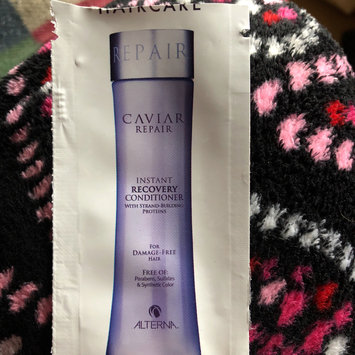 HAIRCARE
REPAIR
CAVIAR
REPAIR
INSTANT
RECOVERY
CONDITIONER
WITH STRAND-BUILDING
PROTEINS
FOR
DAMAGE-FREE
HAIR
FREE OF:
Parabens, Sulfates
& Synthetic Color
ALTERNA